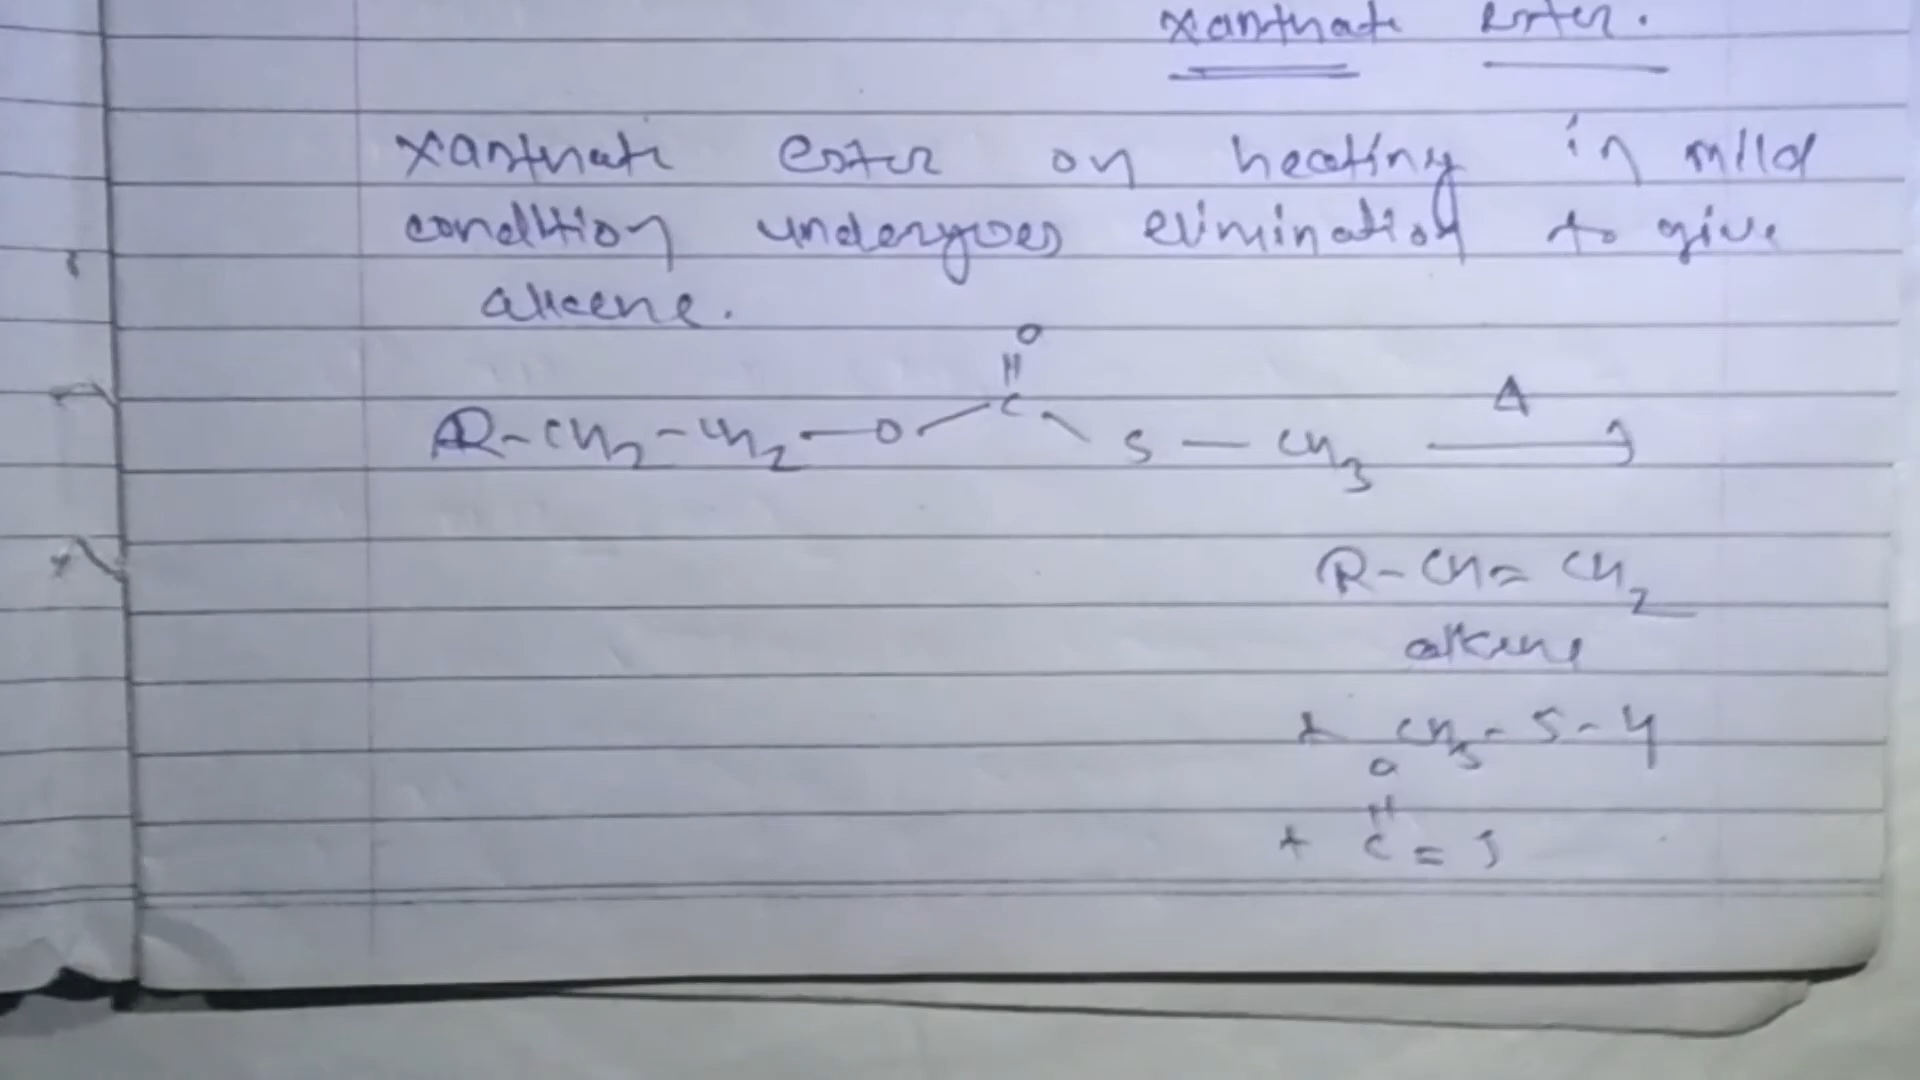 xanthate ester.
xanthate ester on heating in mild
condition undergoes elimination to give
alkene.
O
||
R-CH2-CH2-O-C-S-CH3 Δ→
R-CH=CH2
alkene
+ CH3-S-H
O
||
+ C=S